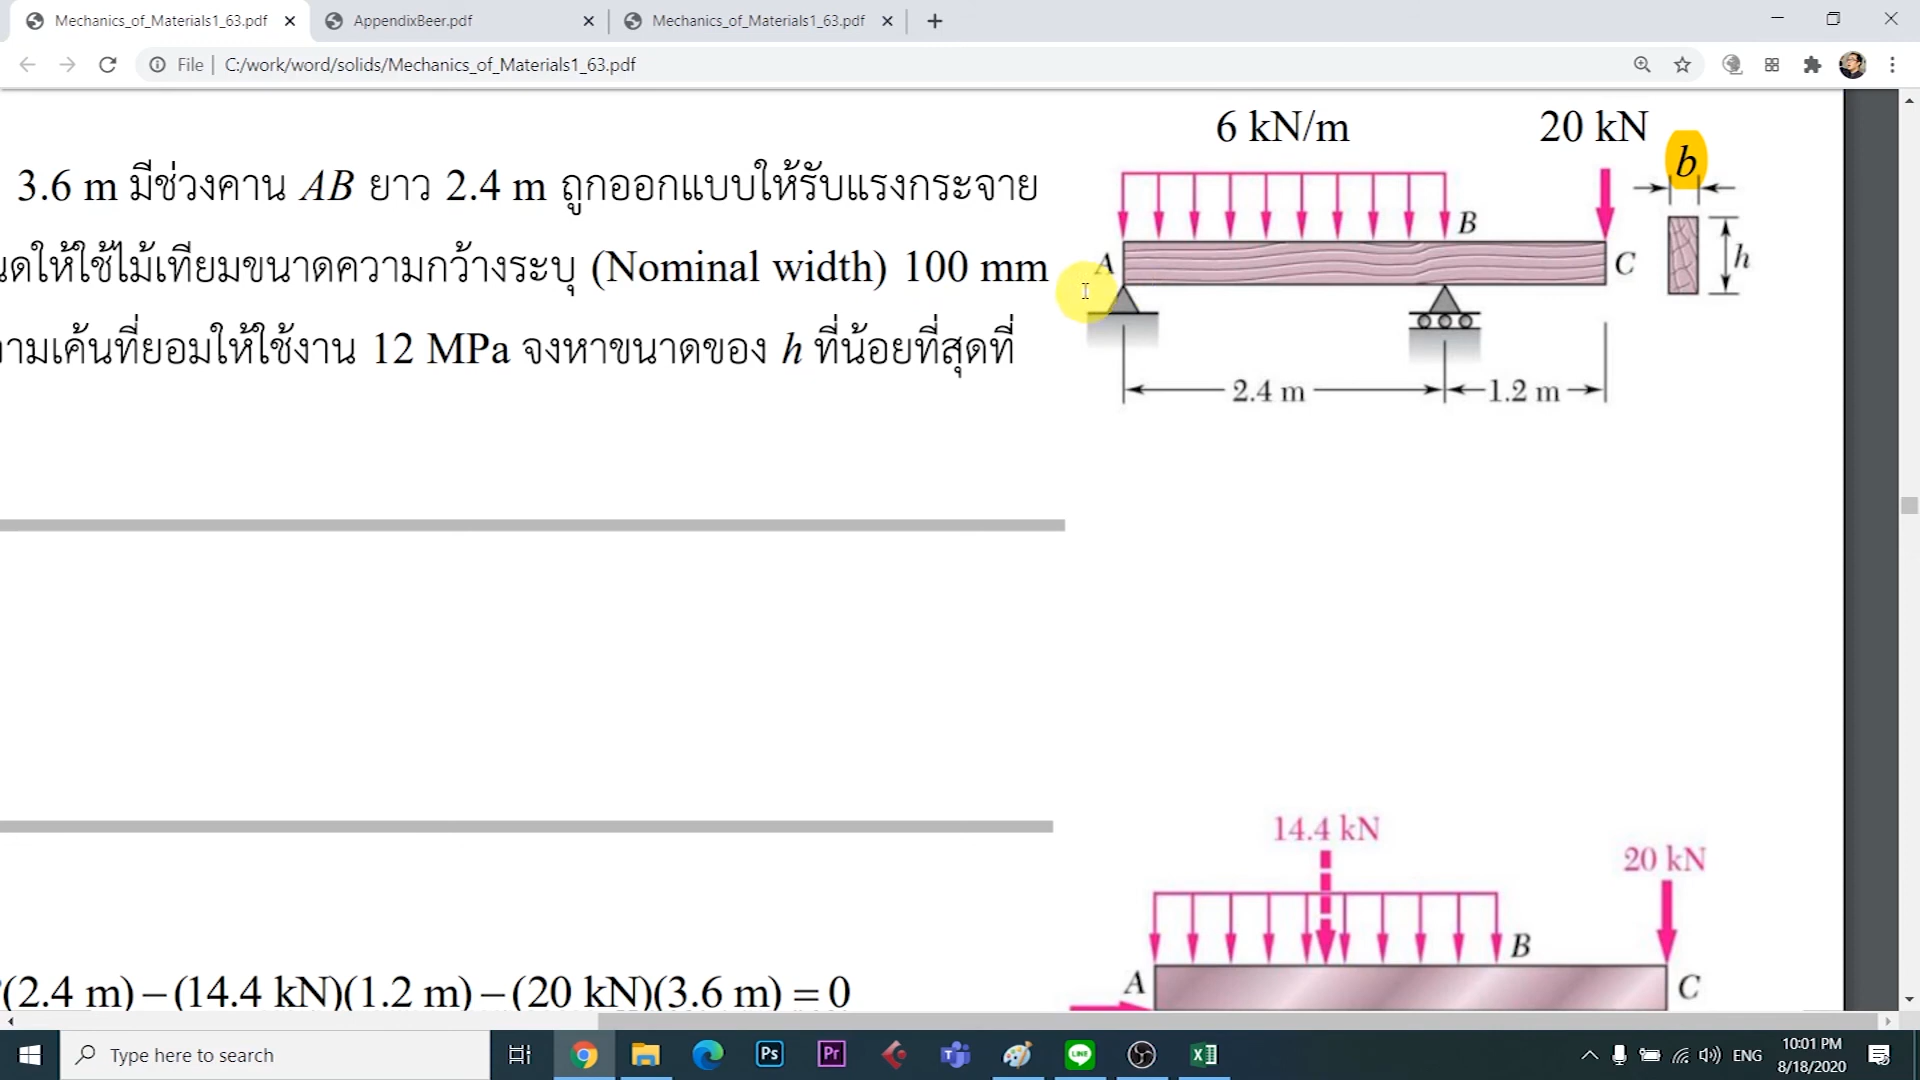 Mechanics_of_Materials1_63.pdf
AppendixBeer.pdf
Mechanics_of_Materials1_63.pdf
File
C:/work/word/solids/Mechanics_of_Materials1_63.pdf
6 kN/m
20 kN
b
3.6 m มีช่วงคาน AB ยาว 2.4 m ถูกออกแบบให้รับแรงกระจาย
B
ให้ใช้ไม้เทียมขนาดความกว้างระบุ (Nominal width) 100 mm
A
C
h
ามเค้นที่ยอมให้ใช้งาน 12 MPa จงหาขนาดของ h ที่น้อยที่สุดที่
2.4 m
1.2 m
14.4 kN
20 kN
B
A
C
(2.4 m) – (14.4 kN)(1.2 m) – (20 kN)(3.6 m) = 0
Type here to search
Ps
Pr
LINE
ENG
10:01 PM
8/18/2020